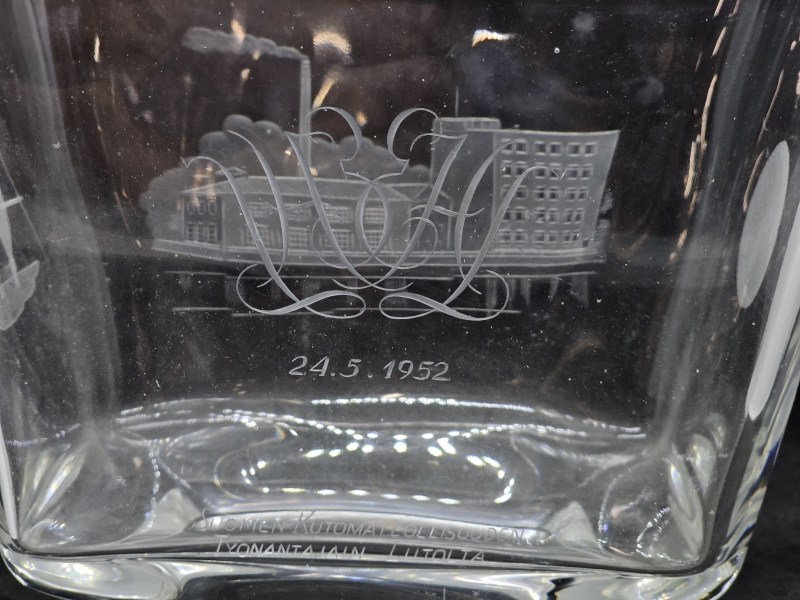 24.5.1952
SUOMEN KUTOMATEOLLISUUDEN
TYÖNANTAJAIN LIITOLTA